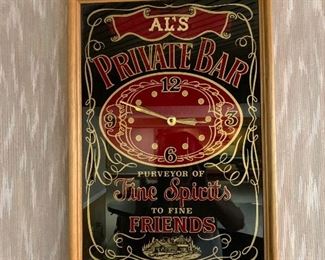 AL'S
PRIVATE BAR
12
9 3
6
PURVEYOR OF
Fine Spirits
TO FINE
FRIENDS